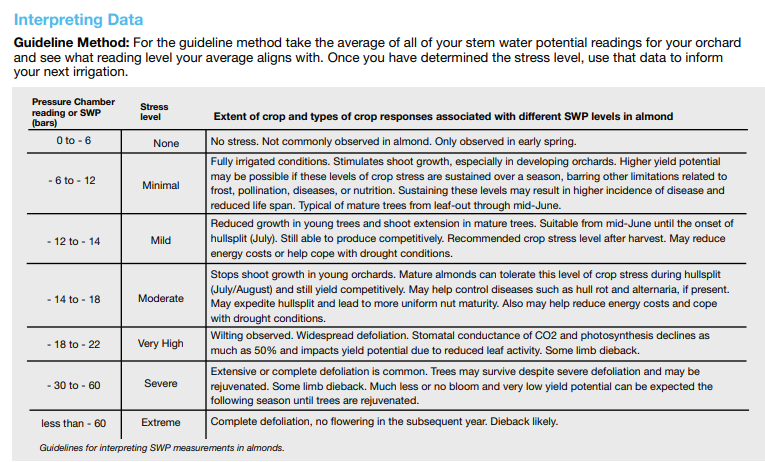 Interpreting Data
Guideline Method: For the guideline method take the average of all of your stem water potential readings for your orchard
and see what reading level your average aligns with. Once you have determined the stress level, use that data to inform
your next irrigation.
Pressure Chamber
reading or SWP
(bars)
Stress
level
Extent of crop and types of crop responses associated with different SWP levels in almond
0 to - 6
None
No stress. Not commonly observed in almond. Only observed in early spring.
- 6 to - 12
Minimal
Fully irrigated conditions. Stimulates shoot growth, especially in developing orchards. Higher yield potential
may be possible if these levels of crop stress are sustained over a season, barring other limitations related to
frost, pollination, diseases, or nutrition. Sustaining these levels may result in higher incidence of disease and
reduced life span. Typical of mature trees from leaf-out through mid-June.
- 12 to - 14
Mild
Reduced growth in young trees and shoot extension in mature trees. Suitable from mid-June until the onset of
hullsplit (July). Still able to produce competitively. Recommended crop stress level after harvest. May reduce
energy costs or help cope with drought conditions.
- 14 to - 18
Moderate
Stops shoot growth in young orchards. Mature almonds can tolerate this level of crop stress during hullsplit
(July/August) and still yield competitively. May help control diseases such as hull rot and alternaria, if present.
May expedite hullsplit and lead to more uniform nut maturity. Also may help reduce energy costs and cope
with drought conditions.
- 18 to - 22
Very High
Wilting observed. Widespread defoliation. Stomatal conductance of CO2 and photosynthesis declines as
much as 50% and impacts yield potential due to reduced leaf activity. Some limb dieback.
- 30 to - 60
Severe
Extensive or complete defoliation is common. Trees may survive despite severe defoliation and may be
rejuvenated. Some limb dieback. Much less or no bloom and very low yield potential can be expected the
following season until trees are rejuvenated.
less than - 60
Extreme
Complete defoliation, no flowering in the subsequent year. Dieback likely.
Guidelines for interpreting SWP measurements in almonds.